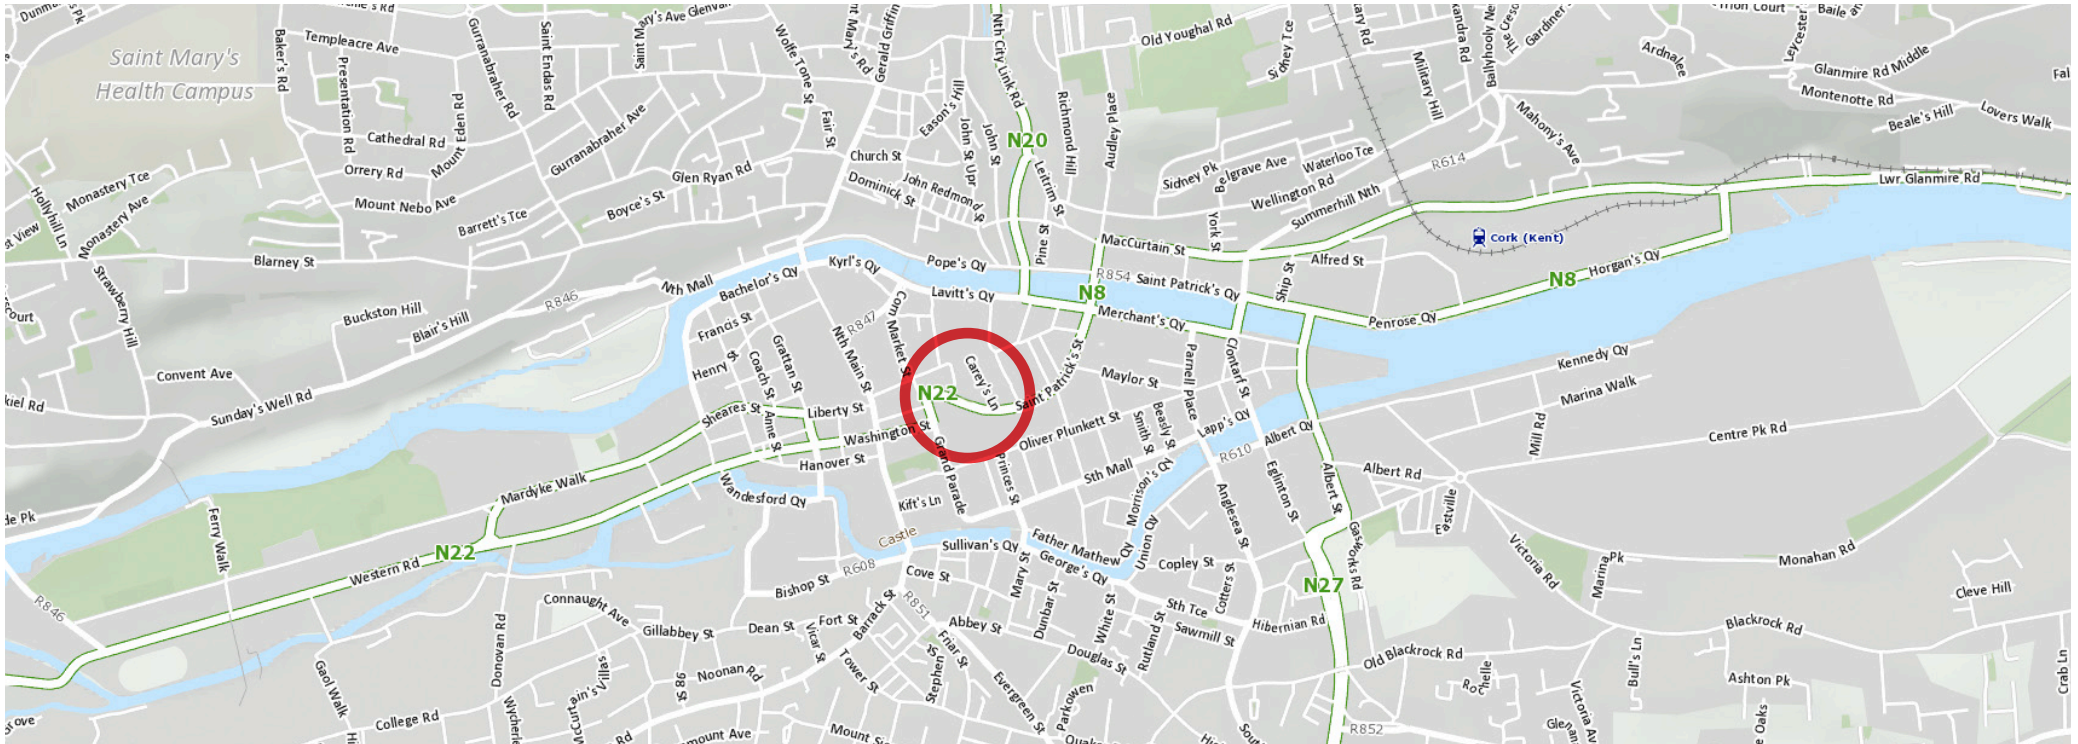 Saint Mary's
Health Campus
Baker's Rd
Templeacre Ave
Presentation Rd
Gurranabraher Rd
Saint Endas Rd
Saint Mary's Ave
Wolfe Tone St
Gerald Griffin
Nth City Link Rd
Old Youghal Rd
Sidney Tce
Military Hill
Ardnalee
Glanmire Rd Middle
Montenotte Rd
Lovers Walk
Beale's Hill
Mahony's Ave
Cathedral Rd
Mount Eden Rd
Gurranabraher Ave
Fair St
Eason's Hill
John St Upr
John St
N20
Richmond Hill
Audley Place
Leitrim St
Church St
Glen Ryan Rd
Dominick St
John Redmond St
Sidney Pk
Belgrave Ave
Waterloo Tce
Wellington Rd
Summerhill Nth
R614
Lwr Glanmire Rd
Orrery Rd
Mount Nebo Ave
Barrett's Tce
Boyce's St
Monastery Tce
Monastery Ave
Hollyhill Ln
Blarney St
Strawberry Hill
Buckston Hill
Blair's Hill
R846
Nth Mall
Bachelor's Qy
Kyrl's Qy
Pope's Qy
Lavitt's Qy
Pine St
MacCurtain St
York St
R854
Saint Patrick's Qy
Alfred St
Ship St
Cork (Kent)
N8
N8
Horgan's Qy
Penrose Qy
Merchant's Qy
Francis St
Henry St
Coach St
Grattan St
Nth Main St
R847
Corn Market St
Carey's Ln
N22
Saint Patrick's St
Maylor St
Parnell Place
Clontarf St
Kennedy Qy
Marina Walk
Convent Ave
Sunday's Well Rd
Sheares St
Anne St
Liberty St
Washington St
Hanover St
Grand Parade
Princes St
Oliver Plunkett St
Smith St
Beasly St
Lapp's Qy
Albert Qy
R610
Mill Rd
Centre Pk Rd
Mardyke Walk
Wandesford Qy
Kift's Ln
Sth Mall
Morrison's Qy
Anglesea St
Eglinton St
Albert St
Albert Rd
Eastville
Ferry Walk
N22
Western Rd
Castle
Sullivan's Qy
Father Mathew Qy
George's Qy
Union Qy
Copley St
Gasworks Rd
Victoria Rd
Marina Pk
Monahan Rd
Cleve Hill
R846
R608
Bishop St
Cove St
Mary St
Dunbar St
White St
Cotters St
N27
Connaught Ave
Gillabbey St
Dean St
Fort St
Vicar St
Barrack St
R851
Friar St
Abbey St
Sth Tce
Sawmill St
Rutland St
Hibernian Rd
Douglas St
Old Blackrock Rd
Blackrock Rd
Donovan Rd
Gaol Walk
College Rd
98 St
Noonan Rd
Tower St
Stephen St
Evergreen St
Parkowen
Rochelle
Bull's Ln
Ashton Pk
Crab Ln
Victoria Av
R852